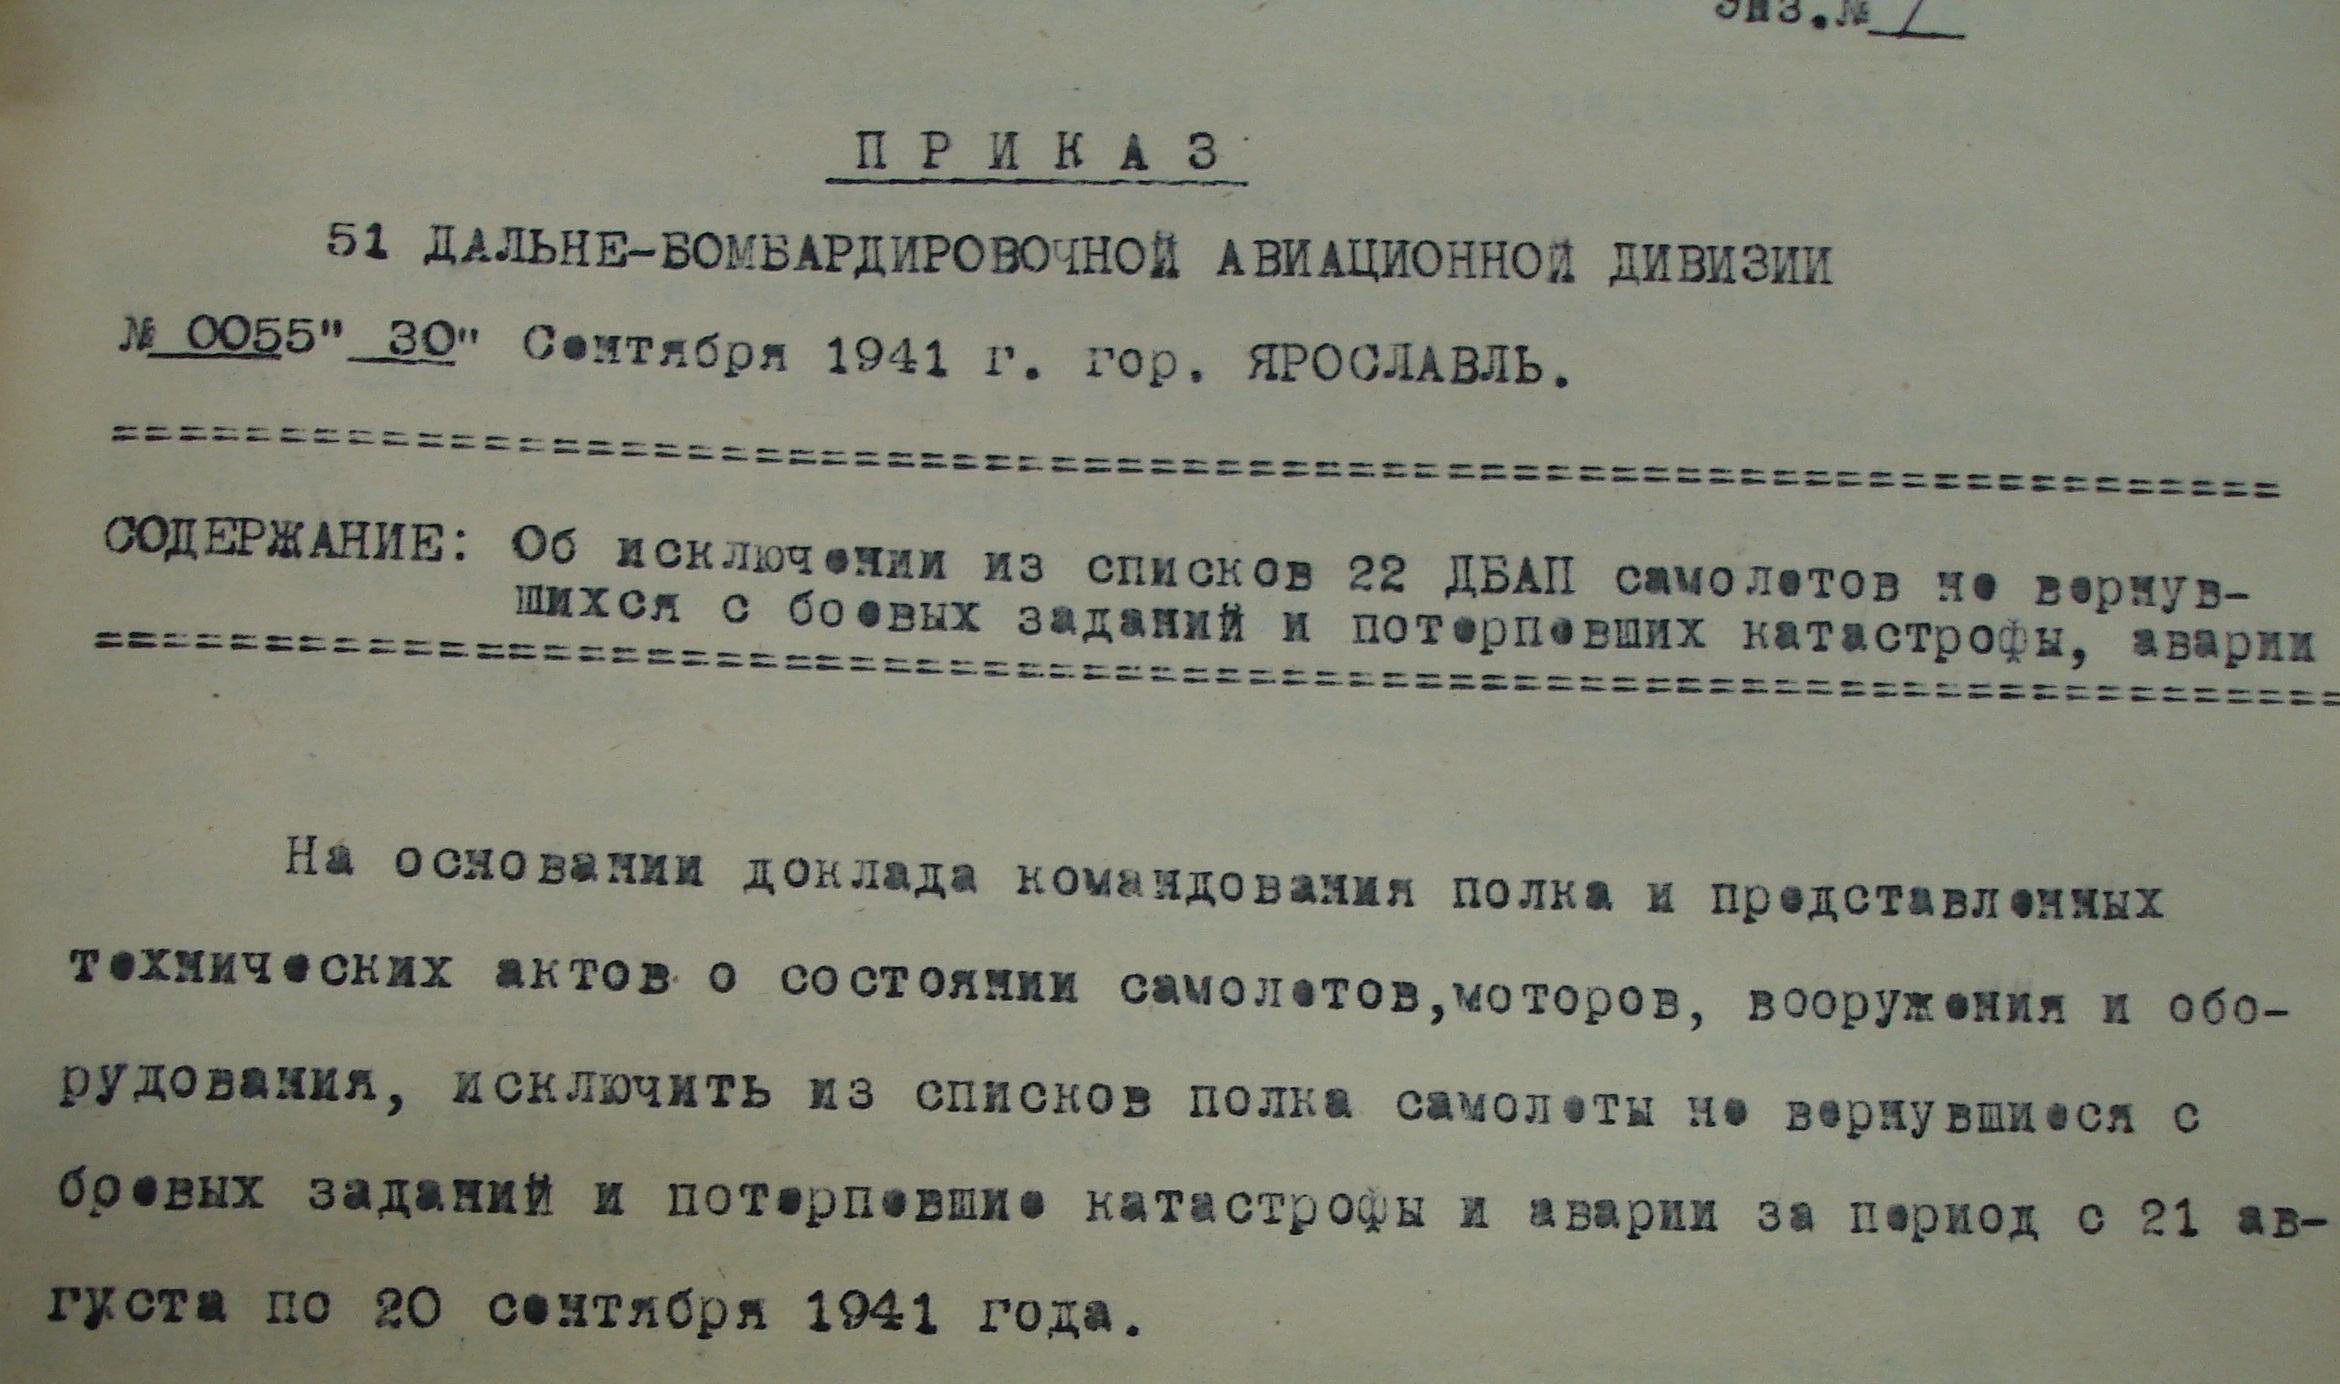 Экз.№ 1
П Р И К А З
51 ДАЛЬНЕ-БОМБАРДИРОВОЧНОЙ АВИАЦИОННОЙ ДИВИЗИИ
№ 0055" 30" Сентября 1941 г. гор. ЯРОСЛАВЛЬ.
СОДЕРЖАНИЕ: Об исключении из списков 22 ДБАП самолетов не вернув-
шихся с боевых заданий и потерпевших катастрофы, аварии
На основании доклада командования полка и представленных
технических актов о состоянии самолетов,моторов, вооружения и обо-
рудования, исключить из списков полка самолеты не вернувшиеся с
боевых заданий и потерпевшие катастрофы и аварии за период с 21 ав-
густа по 20 сентября 1941 года.